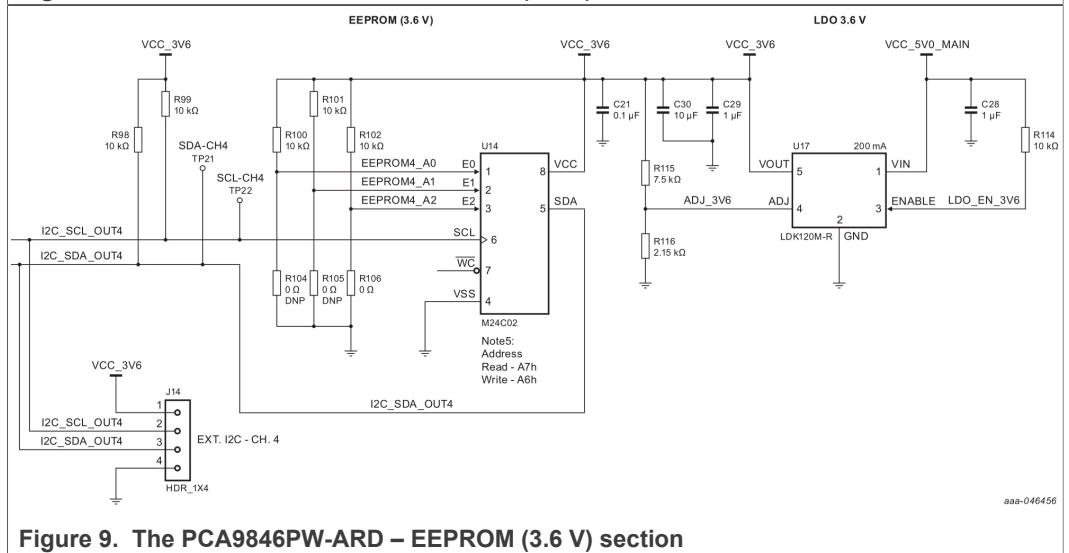 EEPROM (3.6 V)
LDO 3.6 V
VCC_3V6
VCC_3V6
VCC_3V6
VCC_5V0_MAIN
R99
10 kΩ
R98
10 kΩ
R101
10 kΩ
R100
10 kΩ
R102
10 kΩ
C21
0.1 µF
C30
10 µF
C29
1 µF
C28
1 µF
R114
10 kΩ
SDA-CH4
TP21
SCL-CH4
TP22
U14
EEPROM4_A0 E0 1
EEPROM4_A1 E1 2
EEPROM4_A2 E2 3
8 VCC
5 SDA
SCL 6
WC 7
VSS 4
M24C02
Note5:
Address
Read - A7h
Write - A6h
R115
7.5 kΩ
R116
2.15 kΩ
ADJ_3V6
U17 200 mA
VOUT 5
1 VIN
ADJ 4
3 ENABLE LDO_EN_3V6
2
LDK120M-R GND
I2C_SCL_OUT4
I2C_SDA_OUT4
R104
0 Ω
DNP
R105
0 Ω
DNP
R106
0 Ω
VCC_3V6
J14
1
I2C_SCL_OUT4 2
I2C_SDA_OUT4 3
4
EXT. I2C - CH. 4
HDR_1X4
I2C_SDA_OUT4
aaa-046456
Figure 9. The PCA9846PW-ARD – EEPROM (3.6 V) section